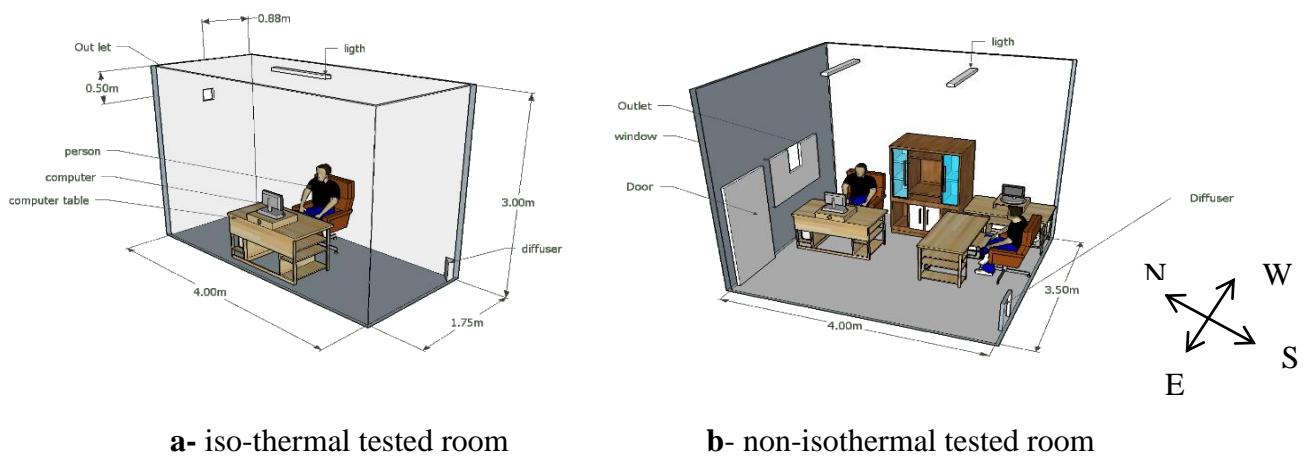 0.88m
Out let
ligth
0.50m
person
computer
computer table
3.00m
diffuser
4.00m
1.75m
a- iso-thermal tested room
ligth
Outlet
window
Door
Diffuser
3.50m
4.00m
N
W
E
S
b- non-isothermal tested room